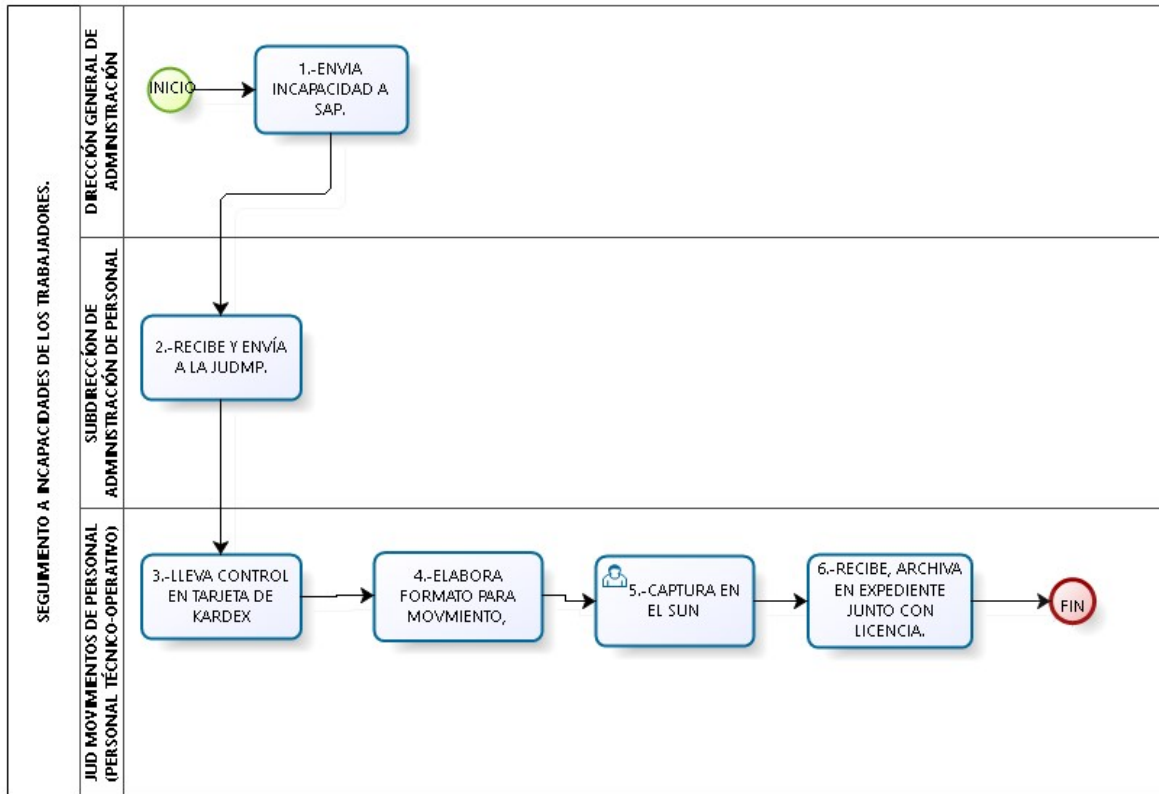 SEGUIMIENTO A INCAPACIDADES DE LOS TRABAJADORES.
DIRECCIÓN GENERAL DE
ADMINISTRACIÓN
INICIO
1.-ENVIA
INCAPACIDAD A
SAP.
SUBDIRECCÍON DE
ADMINISTRACIÓN DE PERSONAL
2.-RECIBE Y ENVÍA
A LA JUDMP.
JUD MOVIMIENTOS DE PERSONAL
(PERSONAL TÉCNICO-OPERATIVO)
3.-LLEVA CONTROL
EN TARJETA DE
KARDEX
4.-ELABORA
FORMATO PARA
MOVMIENTO,
5.-CAPTURA EN
EL SUN
6.-RECIBE, ARCHIVA
EN EXPEDIENTE
JUNTO CON
LICENCIA.
FIN